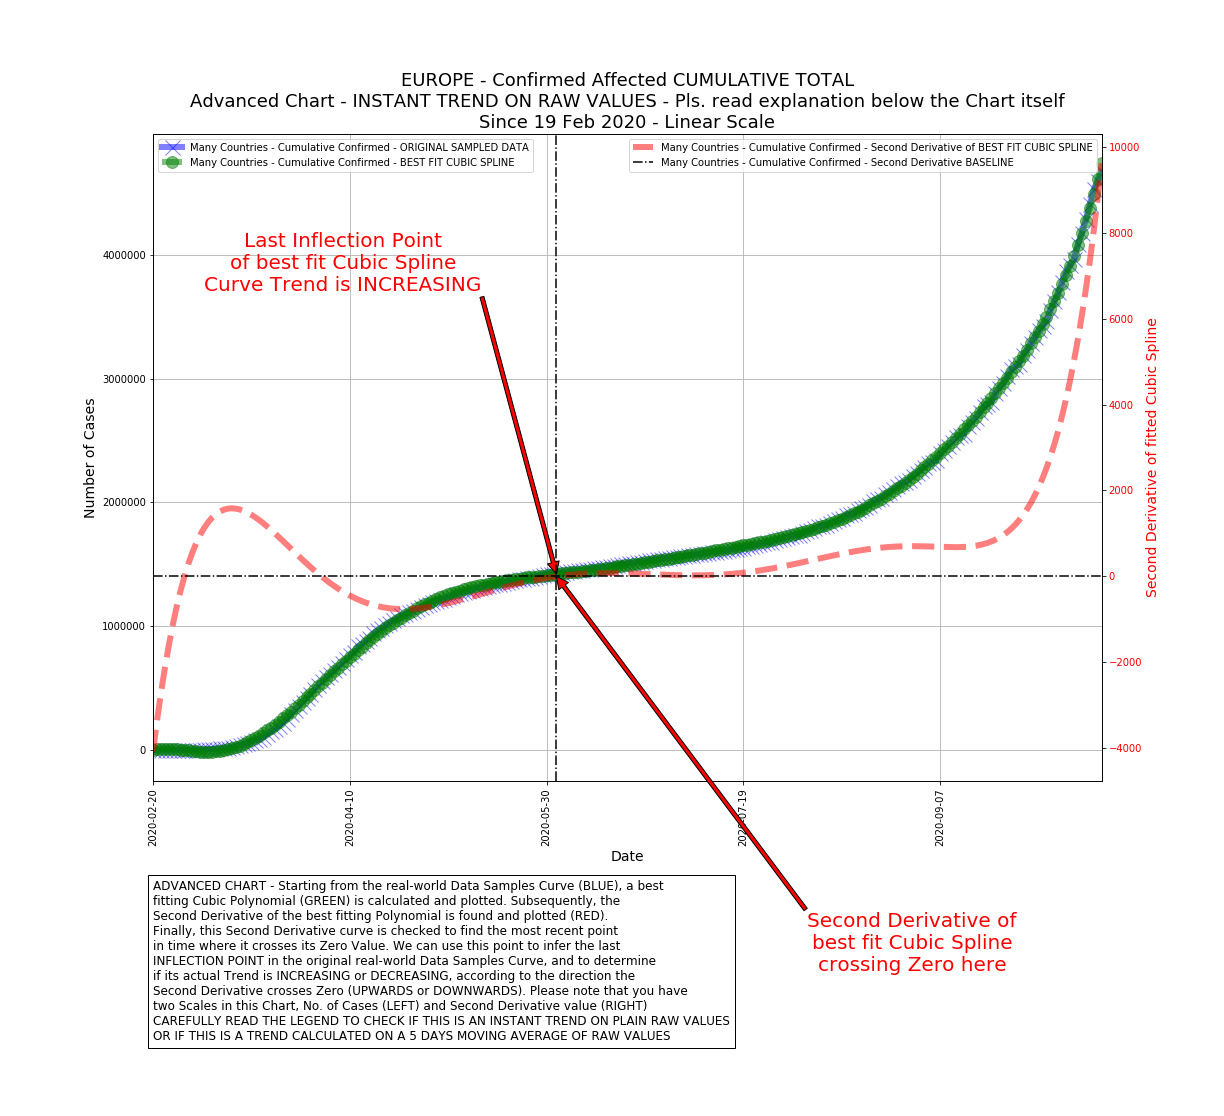 EUROPE - Confirmed Affected CUMULATIVE TOTAL
Advanced Chart - INSTANT TREND ON RAW VALUES - Pls. read explanation below the Chart itself
Since 19 Feb 2020 - Linear Scale
Many Countries - Cumulative Confirmed - ORIGINAL SAMPLED DATA
Many Countries - Cumulative Confirmed - BEST FIT CUBIC SPLINE
Many Countries - Cumulative Confirmed - Second Derivative of BEST FIT CUBIC SPLINE
Many Countries - Cumulative Confirmed - Second Derivative BASELINE
Last Inflection Point
of best fit Cubic Spline
Curve Trend is INCREASING
Number of Cases
4000000
3000000
2000000
1000000
0
10000
8000
6000
4000
2000
0
−2000
−4000
Second Derivative of fitted Cubic Spline
2020-02-20
2020-04-10
2020-05-30
2020-07-19
2020-09-07
Date
Second Derivative of
best fit Cubic Spline
crossing Zero here
ADVANCED CHART - Starting from the real-world Data Samples Curve (BLUE), a best
fitting Cubic Polynomial (GREEN) is calculated and plotted. Subsequently, the
Second Derivative of the best fitting Polynomial is found and plotted (RED).
Finally, this Second Derivative curve is checked to find the most recent point
in time where it crosses its Zero Value. We can use this point to infer the last
INFLECTION POINT in the original real-world Data Samples Curve, and to determine
if its actual Trend is INCREASING or DECREASING, according to the direction the
Second Derivative crosses Zero (UPWARDS or DOWNWARDS). Please note that you have
two Scales in this Chart, No. of Cases (LEFT) and Second Derivative value (RIGHT)
CAREFULLY READ THE LEGEND TO CHECK IF THIS IS AN INSTANT TREND ON PLAIN RAW VALUES
OR IF THIS IS A TREND CALCULATED ON A 5 DAYS MOVING AVERAGE OF RAW VALUES